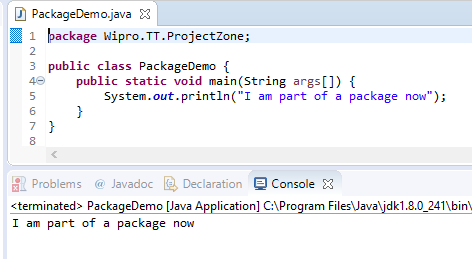 PackageDemo.java
1 package Wipro.TT.ProjectZone;
2
3 public class PackageDemo {
4 public static void main(String args[]) {
5 System.out.println("I am part of a package now");
6 }
7 }
8
Problems @ Javadoc Declaration Console
<terminated> PackageDemo [Java Application] C:\Program Files\Java\jdk1.8.0_241\bin\
I am part of a package now